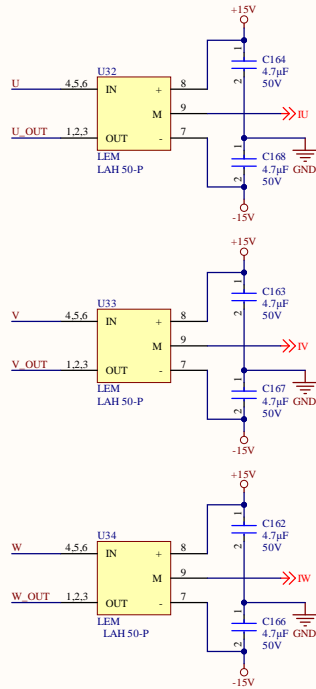 +15V
U32
1
C164
4.7µF
50V
U
4,5,6
IN
+
8
2
M
9
IU
U_OUT
1,2,3
OUT
-
7
1
C168
4.7µF
50V
GND
LEM
LAH 50-P
2
-15V
+15V
U33
1
C163
4.7µF
50V
V
4,5,6
IN
+
8
2
M
9
IV
V_OUT
1,2,3
OUT
-
7
1
C167
4.7µF
50V
GND
LEM
LAH 50-P
2
-15V
+15V
U34
1
C162
4.7µF
50V
W
4,5,6
IN
+
8
2
M
9
IW
W_OUT
1,2,3
OUT
-
7
1
C166
4.7µF
50V
GND
LEM
LAH 50-P
2
-15V